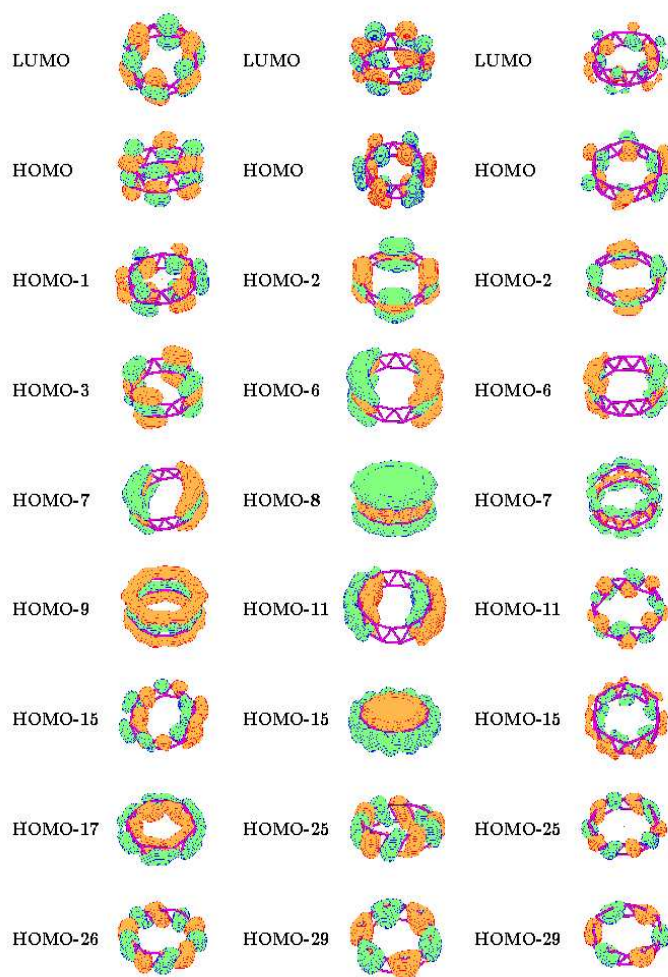 LUMO LUMO LUMO
HOMO HOMO HOMO
HOMO-1 HOMO-2 HOMO-2
HOMO-3 HOMO-6 HOMO-6
HOMO-7 HOMO-8 HOMO-7
HOMO-9 HOMO-11 HOMO-11
HOMO-15 HOMO-15 HOMO-15
HOMO-17 HOMO-25 HOMO-25
HOMO-26 HOMO-29 HOMO-29